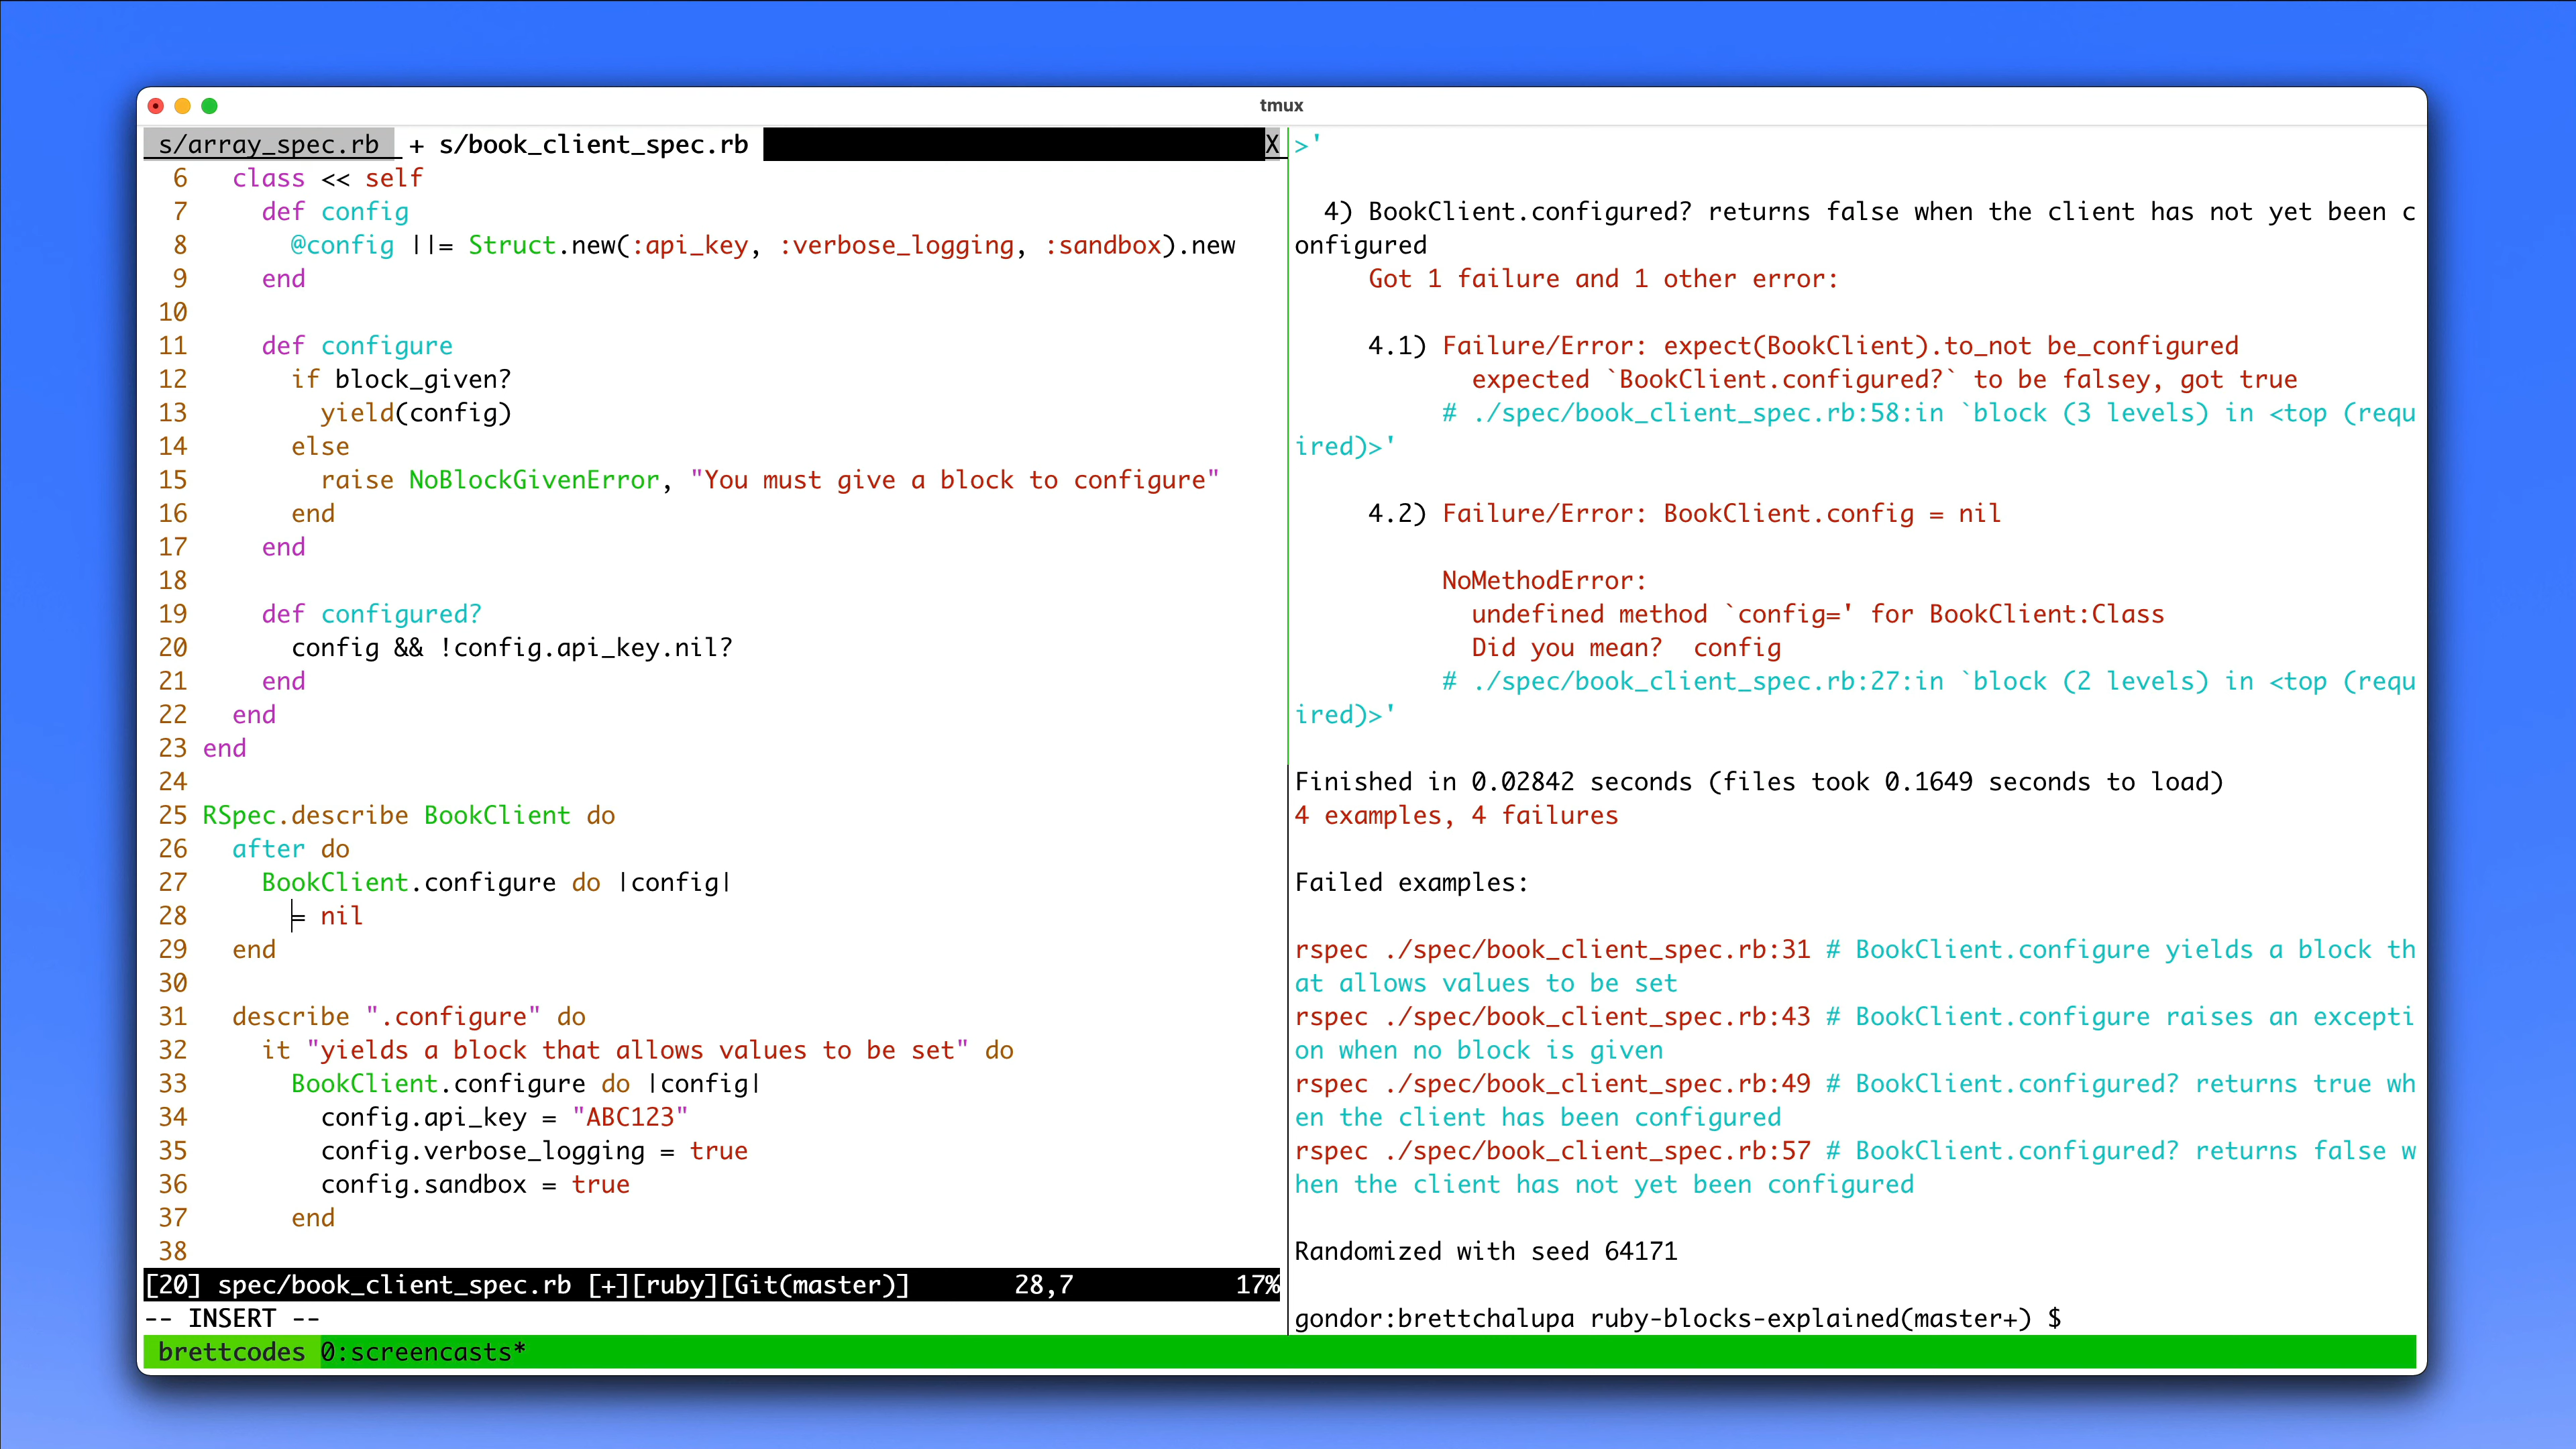 tmux
s/array_spec.rb + s/book_client_spec.rb X
6 class << self
7 def config
8 @config ||= Struct.new(:api_key, :verbose_logging, :sandbox).new
9 end
10
11 def configure
12 if block_given?
13 yield(config)
14 else
15 raise NoBlockGivenError, "You must give a block to configure"
16 end
17 end
18
19 def configured?
20 config && !config.api_key.nil?
21 end
22 end
23 end
24
25 RSpec.describe BookClient do
26 after do
27 BookClient.configure do |config|
28 = nil
29 end
30
31 describe ".configure" do
32 it "yields a block that allows values to be set" do
33 BookClient.configure do |config|
34 config.api_key = "ABC123"
35 config.verbose_logging = true
36 config.sandbox = true
37 end
38
[20] spec/book_client_spec.rb [+][ruby][Git(master)] 28,7 17%
-- INSERT --
>'
4) BookClient.configured? returns false when the client has not yet been c
onfigured
Got 1 failure and 1 other error:
4.1) Failure/Error: expect(BookClient).to_not be_configured
expected `BookClient.configured?` to be falsey, got true
# ./spec/book_client_spec.rb:58:in `block (3 levels) in <top (requ
ired)>'
4.2) Failure/Error: BookClient.config = nil
NoMethodError:
undefined method `config=' for BookClient:Class
Did you mean? config
# ./spec/book_client_spec.rb:27:in `block (2 levels) in <top (requ
ired)>'
Finished in 0.02842 seconds (files took 0.1649 seconds to load)
4 examples, 4 failures
Failed examples:
rspec ./spec/book_client_spec.rb:31 # BookClient.configure yields a block th
at allows values to be set
rspec ./spec/book_client_spec.rb:43 # BookClient.configure raises an excepti
on when no block is given
rspec ./spec/book_client_spec.rb:49 # BookClient.configured? returns true wh
en the client has been configured
rspec ./spec/book_client_spec.rb:57 # BookClient.configured? returns false w
hen the client has not yet been configured
Randomized with seed 64171
gondor:brettchalupa ruby-blocks-explained(master+) $
brettcodes 0:screencasts*